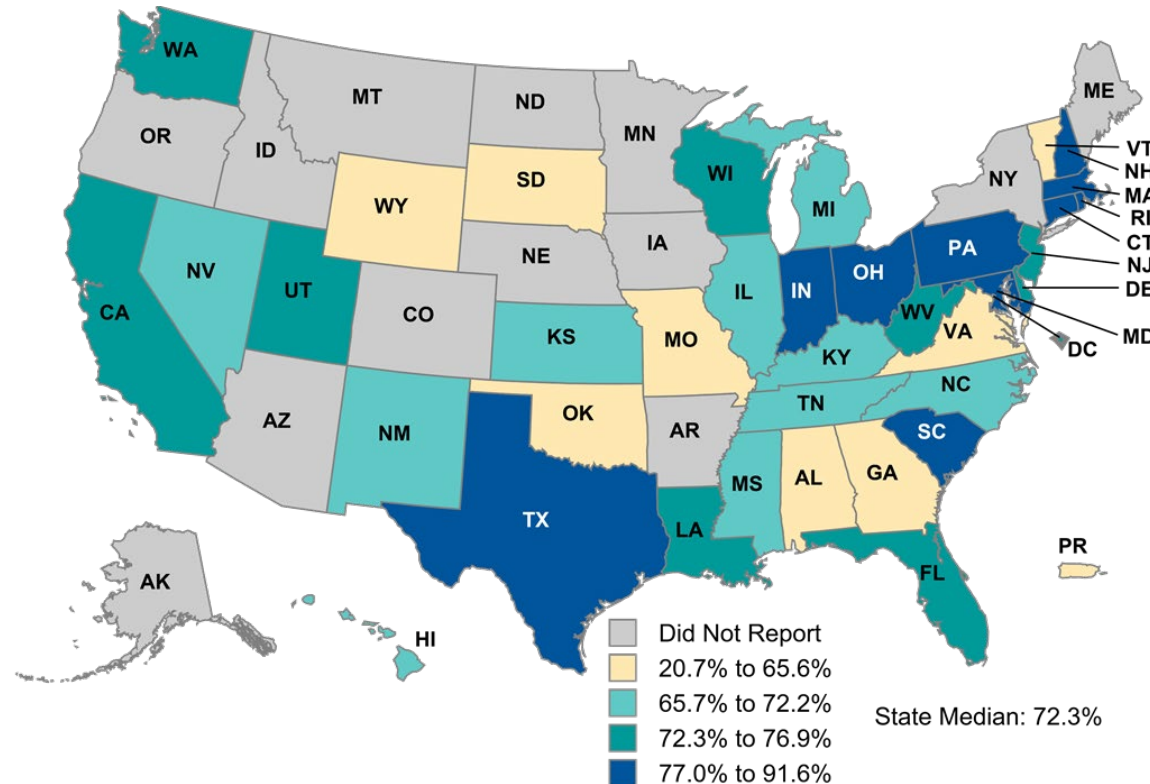 WA
MT
ND
MN
ME
OR
ID
SD
WI
NY
VT
NH
MA
RI
CT
NJ
DE
MD
DC
WY
MI
IA
NE
PA
NV
UT
CO
IL
IN
OH
WV
VA
CA
KS
MO
KY
NC
TN
AZ
NM
OK
AR
SC
MS
AL
GA
TX
LA
FL
PR
AK
HI
Did Not Report
20.7% to 65.6%
65.7% to 72.2%
72.3% to 76.9%
77.0% to 91.6%
State Median: 72.3%